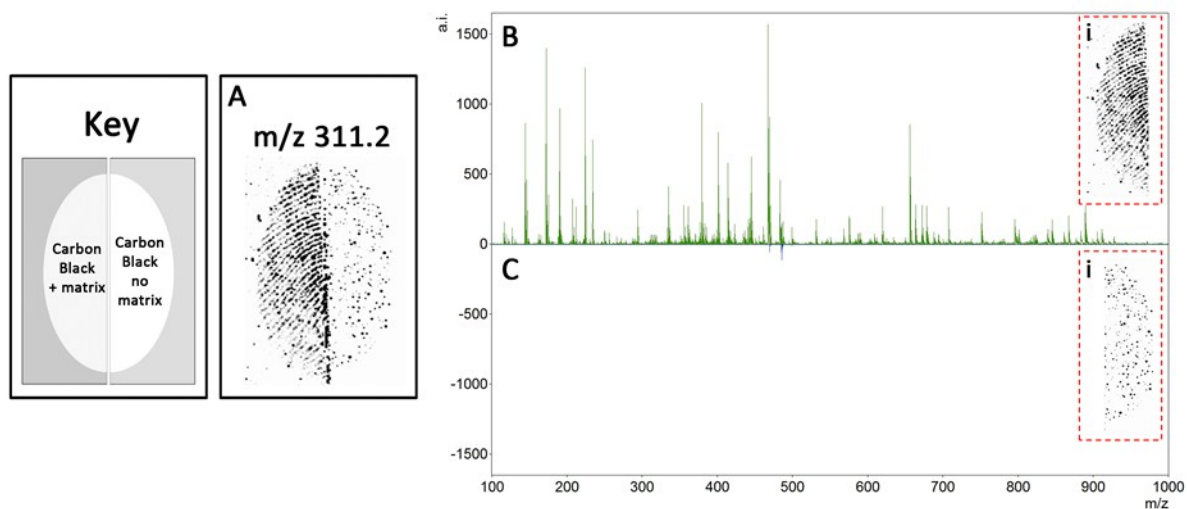 Key
Carbon
Black
+ matrix
Carbon
Black
no
matrix
A
m/z 311.2
a.i.
B
i
1500
1000
500
0
C
i
-500
-1000
-1500
100 200 300 400 500 600 700 800 900 1000
m/z